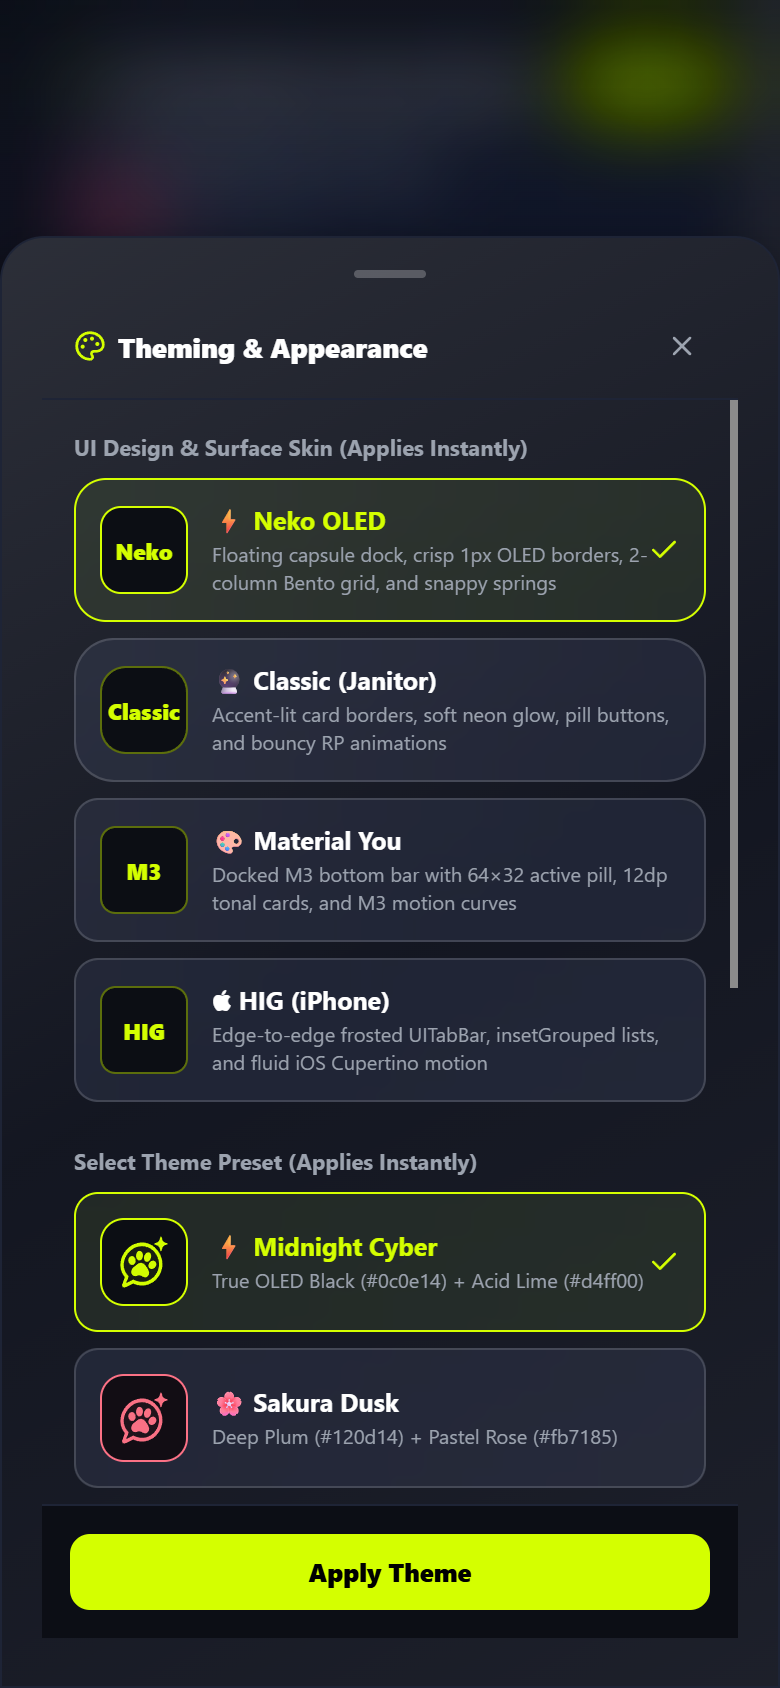 Theming & Appearance
UI Design & Surface Skin (Applies Instantly)
Neko
⚡ Neko OLED
Floating capsule dock, crisp 1px OLED borders, 2-
column Bento grid, and snappy springs
Classic
🔮 Classic (Janitor)
Accent-lit card borders, soft neon glow, pill buttons,
and bouncy RP animations
M3
🎨 Material You
Docked M3 bottom bar with 64×32 active pill, 12dp
tonal cards, and M3 motion curves
HIG
HIG (iPhone)
Edge-to-edge frosted UITabBar, insetGrouped lists,
and fluid iOS Cupertino motion
Select Theme Preset (Applies Instantly)
⚡ Midnight Cyber
True OLED Black (#0c0e14) + Acid Lime (#d4ff00)
🌸 Sakura Dusk
Deep Plum (#120d14) + Pastel Rose (#fb7185)
Apply Theme